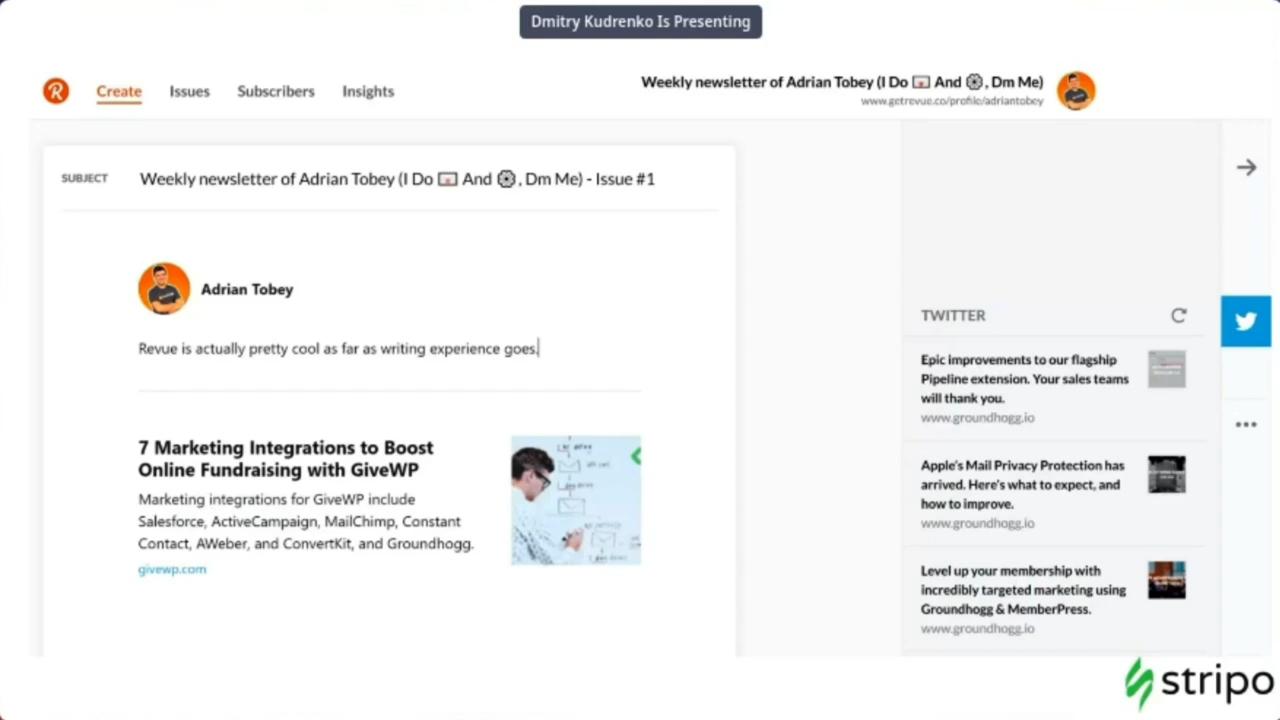 Dmitry Kudrenko Is Presenting
R
Create Issues Subscribers Insights
Weekly newsletter of Adrian Tobey (I Do 💌 And ☸, Dm Me)
www.getrevue.co/profile/adriantobey
SUBJECT
Weekly newsletter of Adrian Tobey (I Do 💌 And ☸, Dm Me) - Issue #1
Adrian Tobey
Revue is actually pretty cool as far as writing experience goes.
7 Marketing Integrations to Boost
Online Fundraising with GiveWP
Marketing integrations for GiveWP include
Salesforce, ActiveCampaign, MailChimp, Constant
Contact, AWeber, and ConvertKit, and Groundhogg.
givewp.com
TWITTER
Epic improvements to our flagship
Pipeline extension. Your sales teams
will thank you.
www.groundhogg.io
Apple's Mail Privacy Protection has
arrived. Here's what to expect, and
how to improve.
www.groundhogg.io
Level up your membership with
incredibly targeted marketing using
Groundhogg & MemberPress.
www.groundhogg.io
stripo